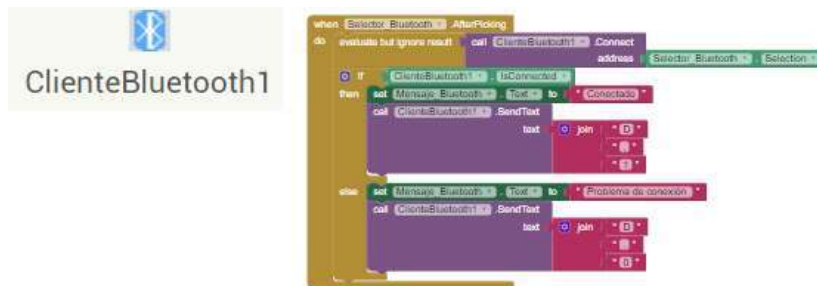 ClienteBluetooth1
when Selector_Bluetooth .AfterPicking
do evaluate but ignore result call ClienteBluetooth1 .Connect
address Selector_Bluetooth . Selection
if ClienteBluetooth1 . IsConnected
then set Mensaje_Bluetooth . Text to " Conectado "
call ClienteBluetooth1 .SendText
text join " D "
" "
" 1 "
else set Mensaje_Bluetooth . Text to " Problema de conexión "
call ClienteBluetooth1 .SendText
text join " D "
" "
" 0 "